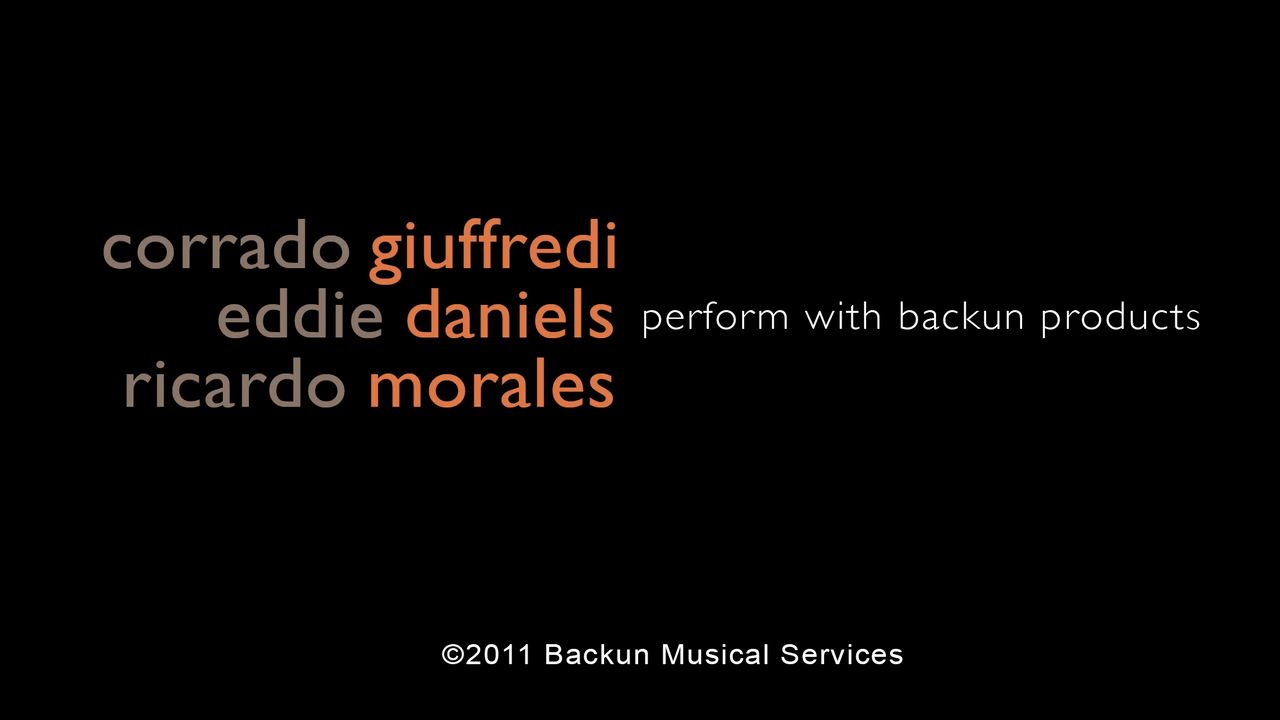 corrado giuffredi
eddie daniels perform with backun products
ricardo morales
©2011 Backun Musical Services